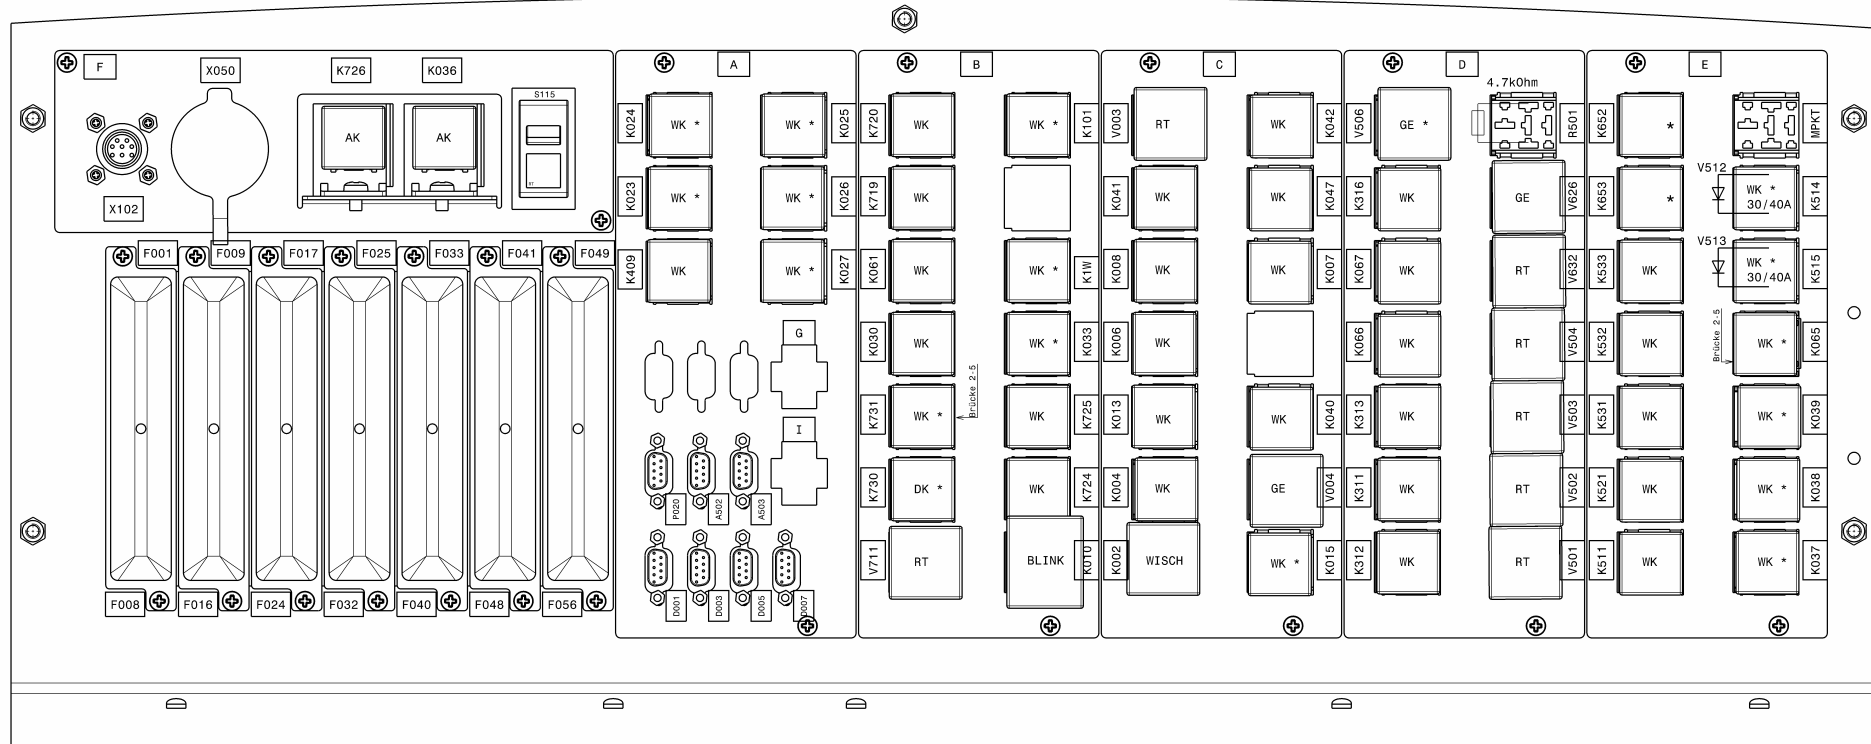 F
X050
K726
K036
S115
AK
AK
ST
X102
F001
F009
F017
F025
F033
F041
F049
F008
F016
F024
F032
F040
F048
F056
A
K024
WK *
WK *
K025
K023
WK *
WK *
K026
K409
WK
WK *
K027
G
I
P020
A502
A503
D001
D003
D005
D007
B
K720
WK
WK *
K101
K719
WK
K061
WK
WK *
K1W
K030
WK
WK *
K033
Brücke 2-5
K731
WK *
WK
K725
K730
DK *
WK
K724
V711
RT
BLINK
K010
C
V003
RT
WK
K042
K041
WK
WK
K047
K008
WK
WK
K007
K006
WK
K013
WK
WK
K040
K004
WK
GE
V004
K002
WISCH
WK *
K015
D
4.7kOhm
V506
GE *
R501
K316
WK
GE
V626
K067
WK
RT
V632
K066
WK
RT
V504
K313
WK
RT
V503
K311
WK
RT
V502
K312
WK
RT
V501
E
K652
*
MPKT
K653
*
V512
WK *
30/40A
K514
K533
WK
V513
WK *
30/40A
K515
K532
WK
Brücke 2-5
WK *
K065
K531
WK
WK *
K039
K521
WK
WK *
K038
K511
WK
WK *
K037